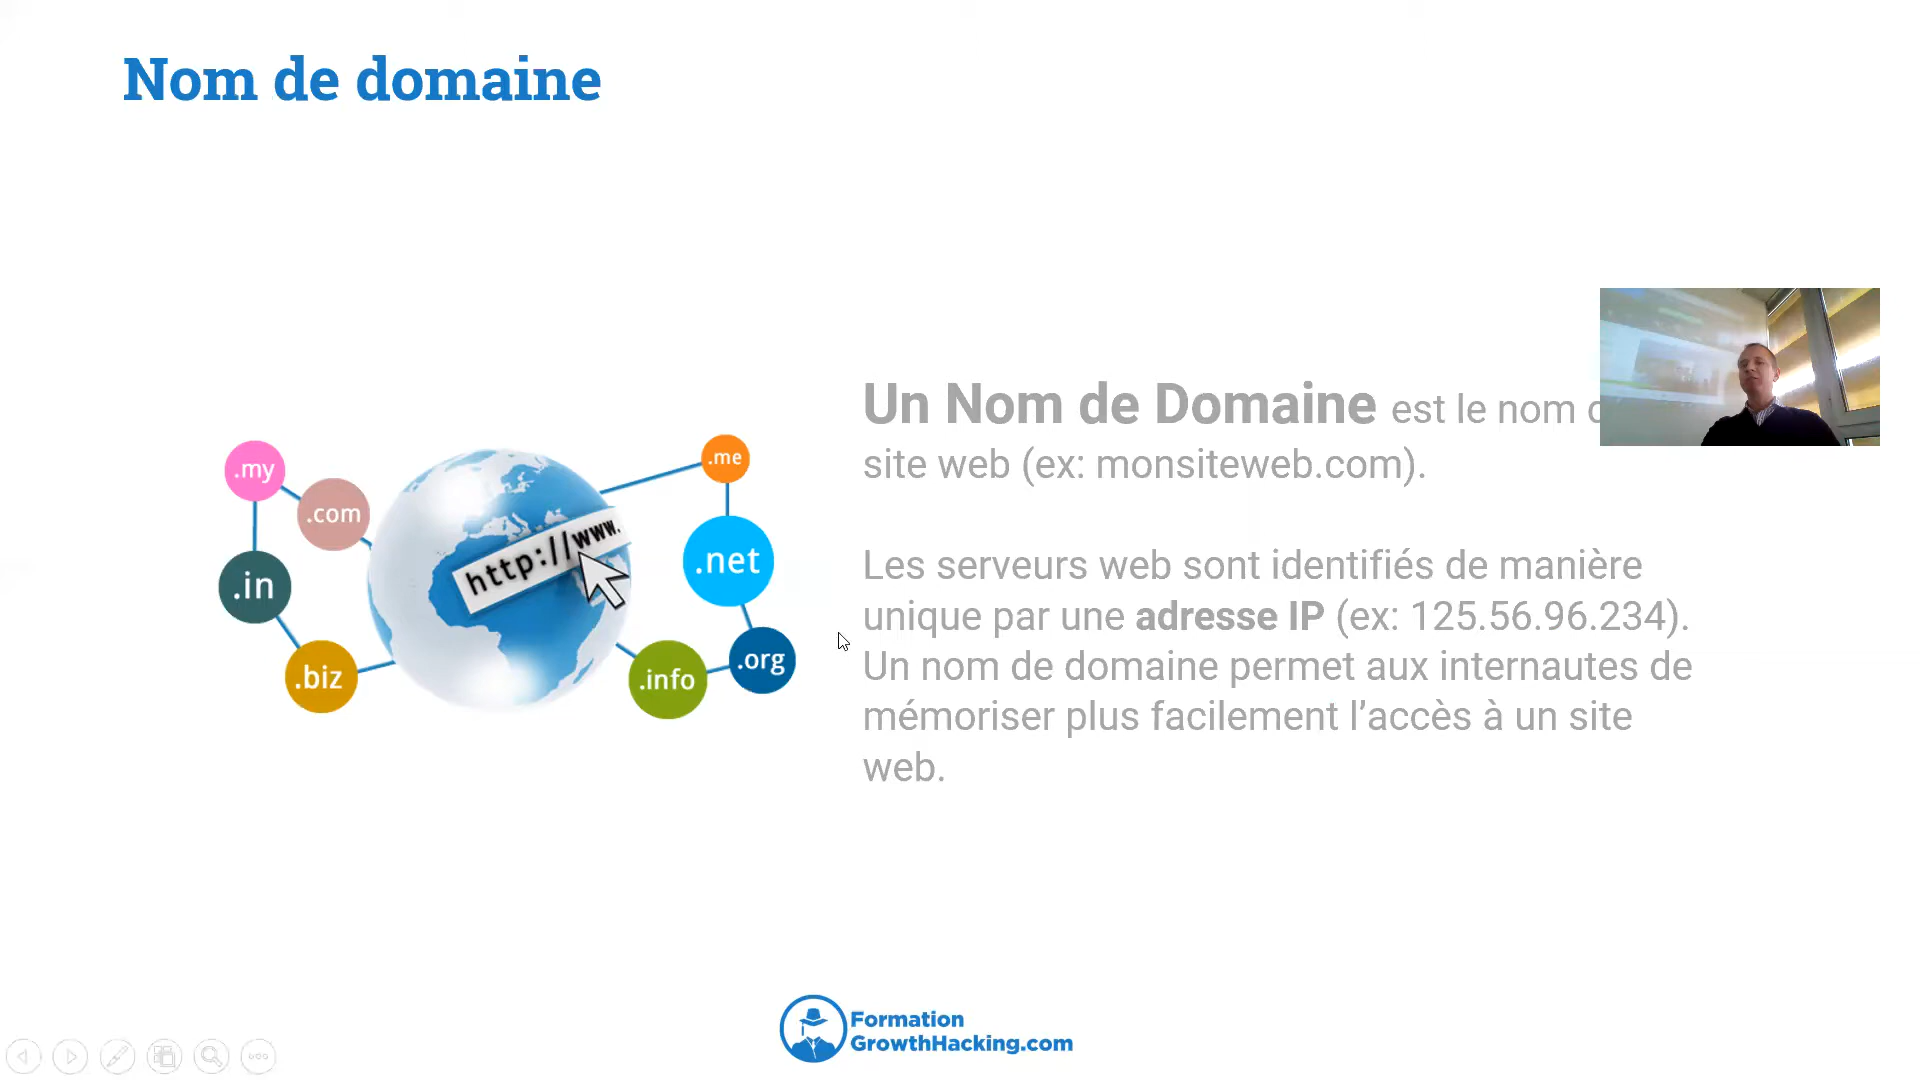 Nom de domaine
Un Nom de Domaine est le nom
site web (ex: monsiteweb.com).
Les serveurs web sont identifiés de manière
unique par une adresse IP (ex: 125.56.96.234).
Un nom de domaine permet aux internautes de
mémoriser plus facilement l’accès à un site
web.
.my
.com
.in
.biz
http://www.
.me
.net
.org
.info
Formation
GrowthHacking.com